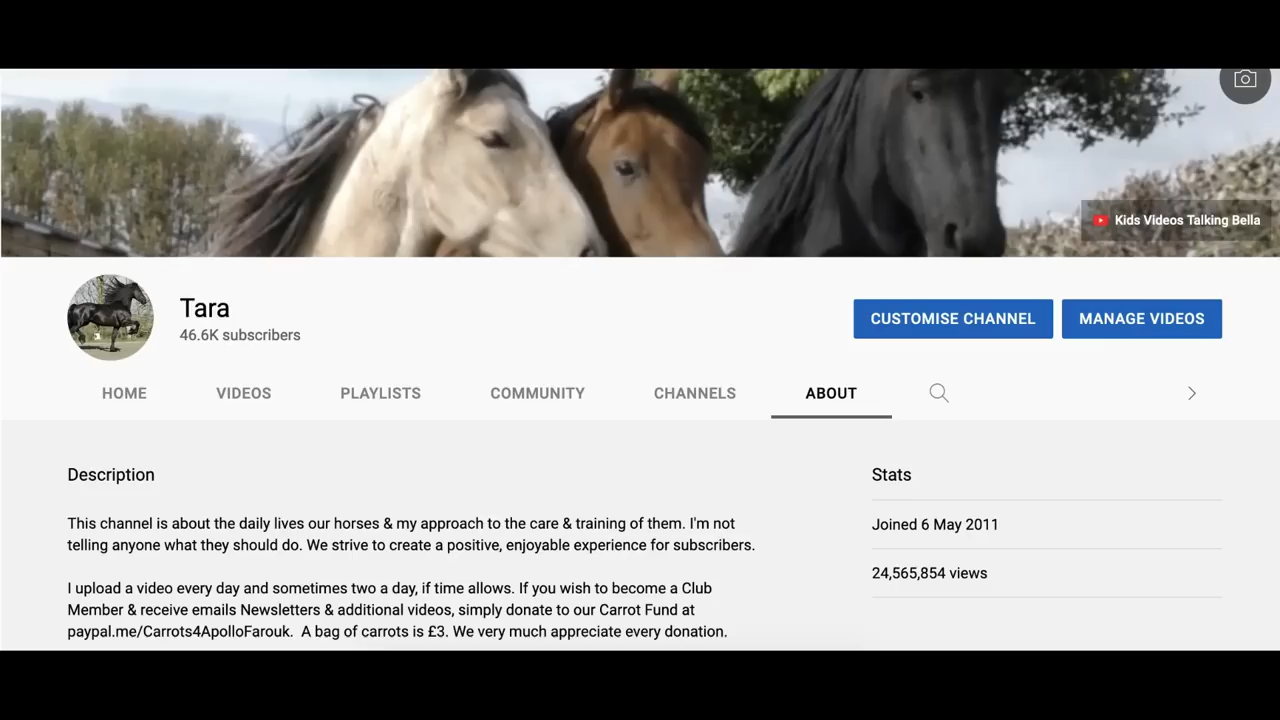 Kids Videos Talking Bella
Tara
46.6K subscribers
CUSTOMISE CHANNEL
MANAGE VIDEOS
HOME
VIDEOS
PLAYLISTS
COMMUNITY
CHANNELS
ABOUT
Description
This channel is about the daily lives our horses & my approach to the care & training of them. I'm not
telling anyone what they should do. We strive to create a positive, enjoyable experience for subscribers.
I upload a video every day and sometimes two a day, if time allows. If you wish to become a Club
Member & receive emails Newsletters & additional videos, simply donate to our Carrot Fund at
paypal.me/Carrots4ApolloFarouk.  A bag of carrots is £3. We very much appreciate every donation.
Stats
Joined 6 May 2011
24,565,854 views